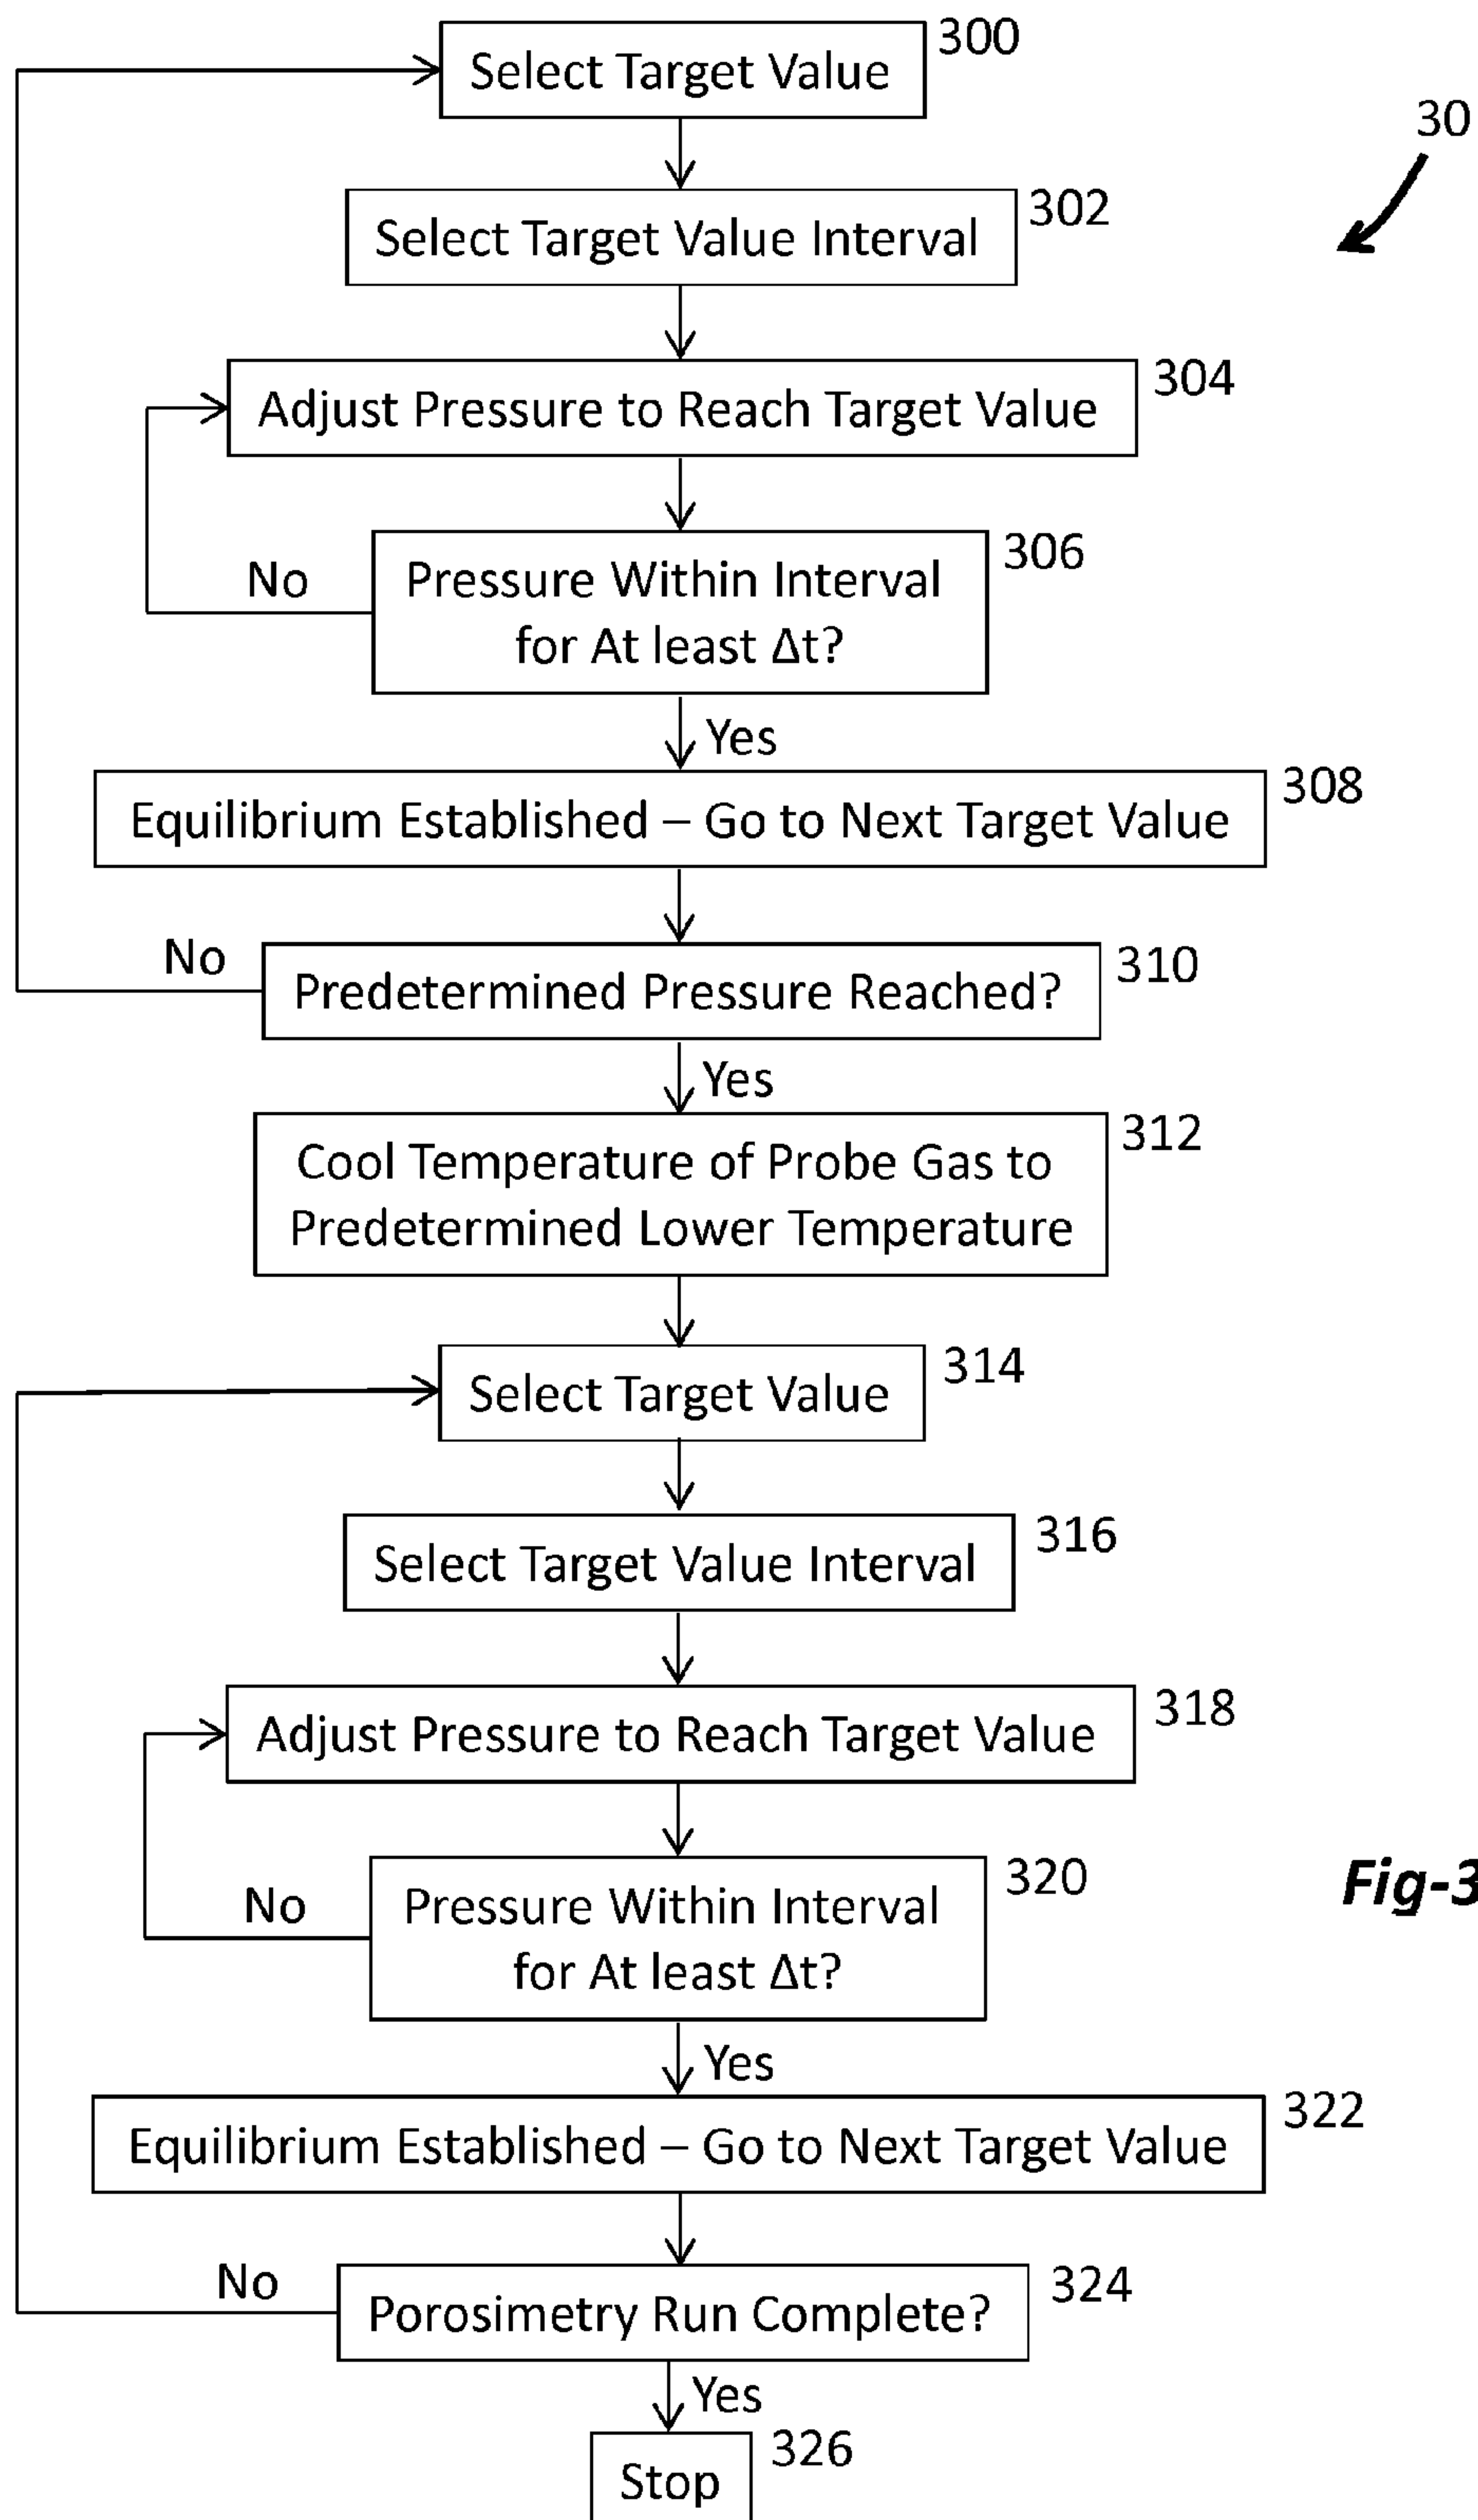 Select Target Value
300
30
Select Target Value Interval
302
Adjust Pressure to Reach Target Value
304
Pressure Within Interval
for At least Δt?
306
No
Yes
Equilibrium Established – Go to Next Target Value
308
No
Predetermined Pressure Reached?
310
Yes
Cool Temperature of Probe Gas to
Predetermined Lower Temperature
312
Select Target Value
314
Select Target Value Interval
316
Adjust Pressure to Reach Target Value
318
Fig-3
Pressure Within Interval
for At least Δt?
320
No
Yes
Equilibrium Established – Go to Next Target Value
322
No
Porosimetry Run Complete?
324
Yes
Stop
326